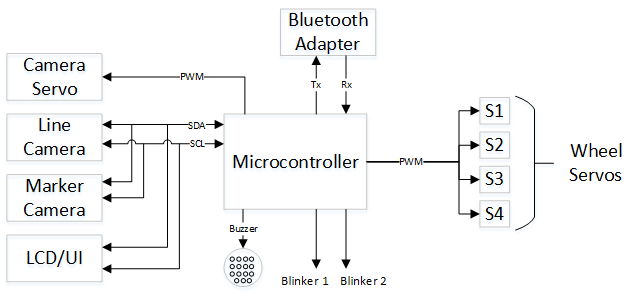 Bluetooth
Adapter
Camera
Servo
PWM
Tx
Rx
S1
Line
Camera
SDA
SCL
S2
Microcontroller
PWM
Wheel
Servos
S3
Marker
Camera
S4
Buzzer
LCD/UI
Blinker 1
Blinker 2